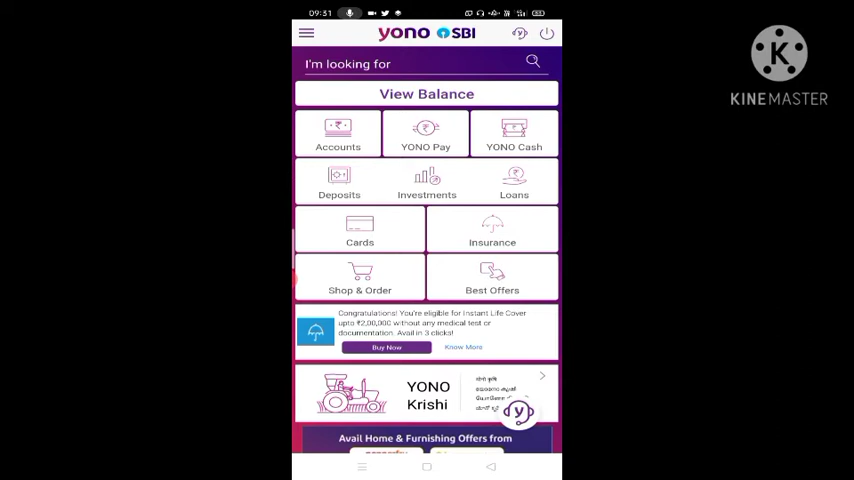 09:31
yono SBI
I'm looking for
View Balance
Accounts
YONO Pay
YONO Cash
Deposits
Investments
Loans
Cards
Insurance
Shop & Order
Best Offers
Congratulations! You're eligible for Instant Life Cover
upto ₹2,00,000 without any medical test or
documentation. Avail in 3 clicks!
Buy Now
Know More
YONO
Krishi
Avail Home & Furnishing Offers from
K
KINEMASTER